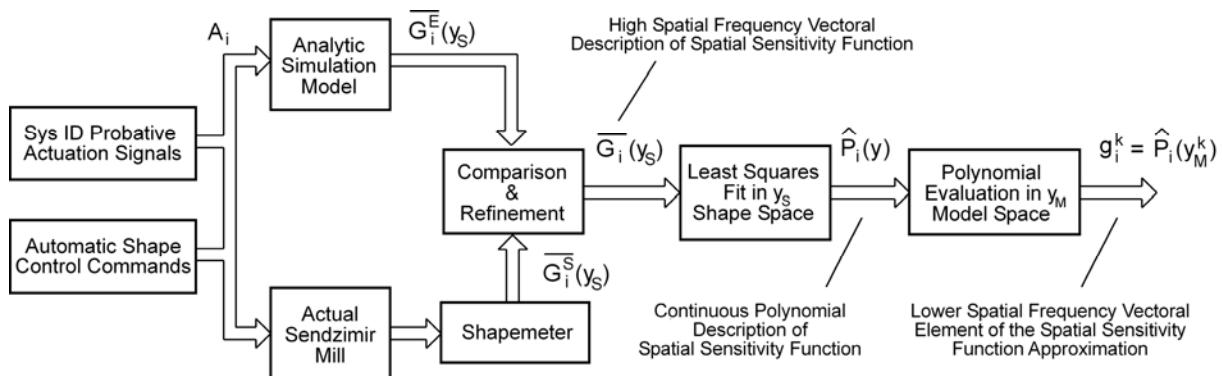 High Spatial Frequency Vectoral
Description of Spatial Sensitivity Function
A_i
G_i^E(y_S)
Analytic
Simulation
Model
Sys ID Probative
Actuation Signals
Automatic Shape
Control Commands
Actual
Sendzimir
Mill
Shapemeter
G_i^S(y_S)
Comparison
&
Refinement
G_i(y_S)
Least Squares
Fit in y_S
Shape Space
P̂_i(y)
Polynomial
Evaluation in y_M
Model Space
g_i^k = P̂_i(y_M^k)
Continuous Polynomial
Description of
Spatial Sensitivity Function
Lower Spatial Frequency Vectoral
Element of the Spatial Sensitivity
Function Approximation